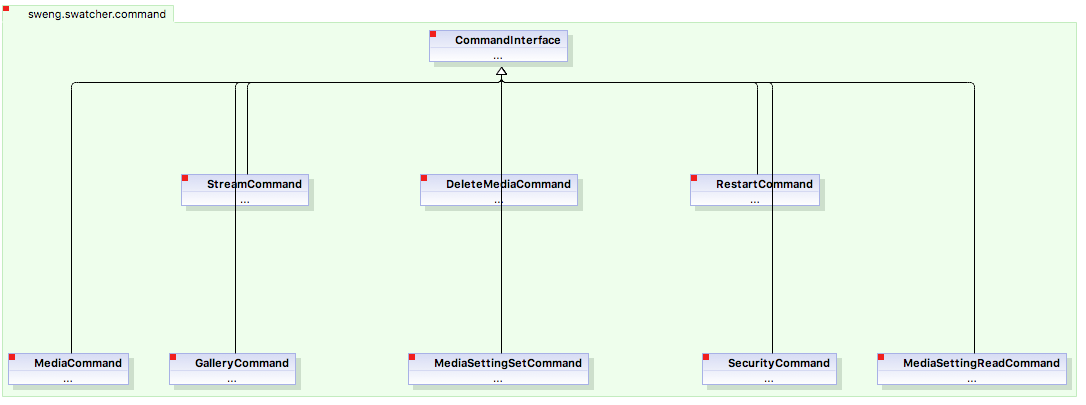 sweng.swatcher.command
CommandInterface
...
StreamCommand
...
DeleteMediaCommand
...
RestartCommand
...
MediaCommand
...
GalleryCommand
...
MediaSettingSetCommand
...
SecurityCommand
...
MediaSettingReadCommand
...